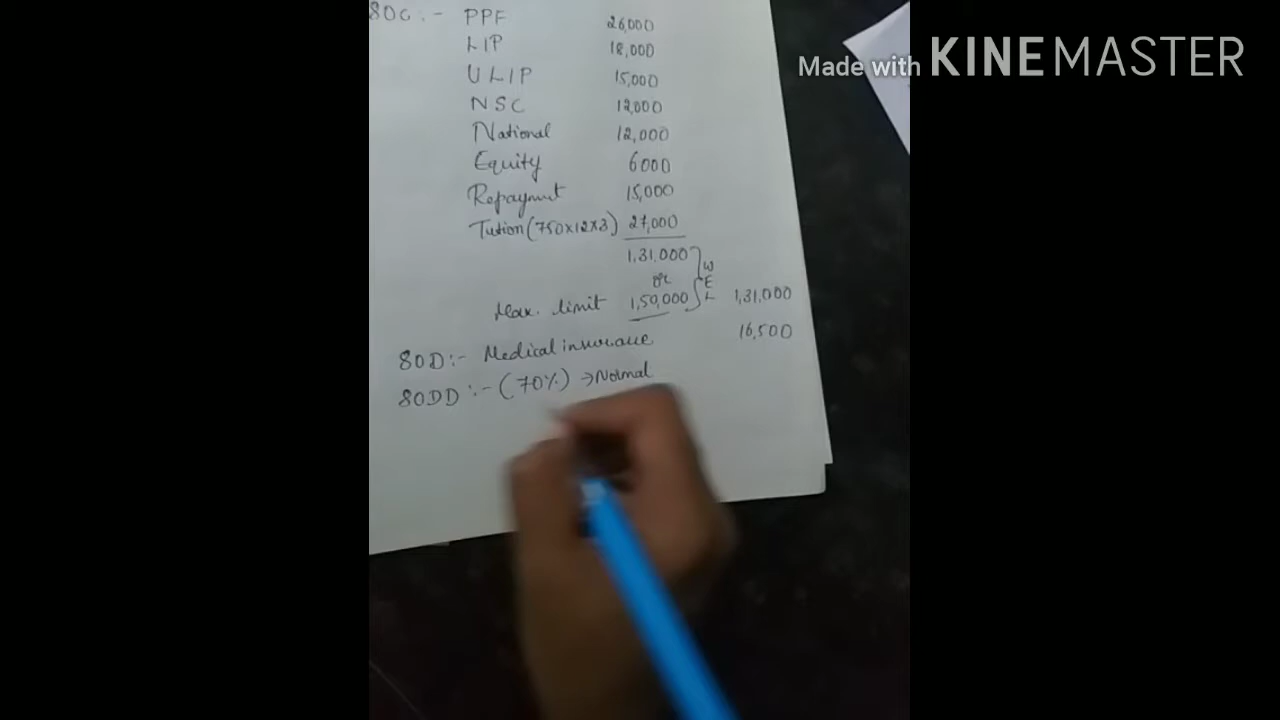 Made with KINEMASTER
80C :- PPF 26,000
LIP 18,000
ULIP 15,000
NSC 12,000
National 12,000
Equity 6000
Repaymut 15,000
Tution (750x12x3) 27,000
1,31,000
or
Max. limit 1,50,000 WEL 1,31,000
80D :- Medical insurance 16,500
80DD :- (70%) → Normal